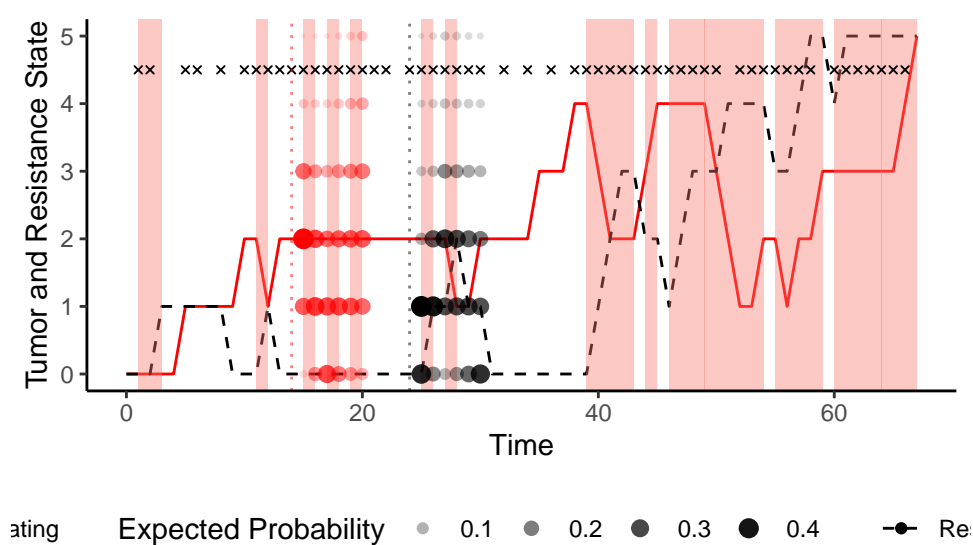 Tumor and Resistance State
5
4
3
2
1
0
0 20 40 60
Time
ating Expected Probability 0.1 0.2 0.3 0.4 Res